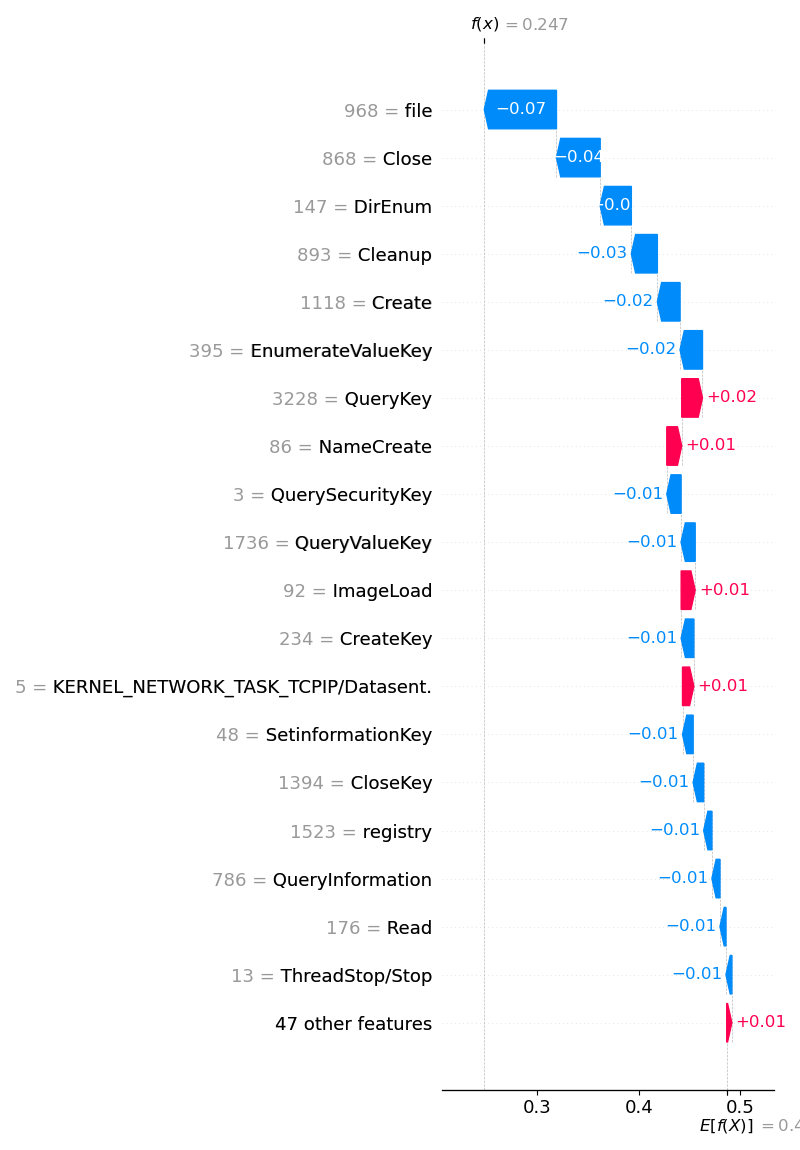 f(x) = 0.247
968 = file −0.07
868 = Close −0.04
147 = DirEnum −0.0
893 = Cleanup −0.03
1118 = Create −0.02
395 = EnumerateValueKey −0.02
3228 = QueryKey +0.02
86 = NameCreate +0.01
3 = QuerySecurityKey −0.01
1736 = QueryValueKey −0.01
92 = ImageLoad +0.01
234 = CreateKey −0.01
5 = KERNEL_NETWORK_TASK_TCPIP/Datasent. +0.01
48 = SetinformationKey −0.01
1394 = CloseKey −0.01
1523 = registry −0.01
786 = QueryInformation −0.01
176 = Read −0.01
13 = ThreadStop/Stop −0.01
47 other features +0.01
0.3 0.4 0.5
E[f(X)] = 0.4